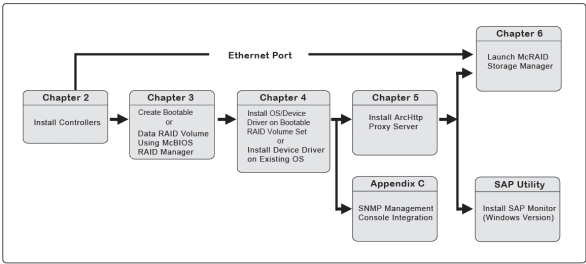 Chapter 6
Launch McRAID
Storage Manager
Ethernet Port
Chapter 2
Install Controllers
Chapter 3
Create Bootable
or
Data RAID Volume
Using McBIOS
RAID Manager
Chapter 4
Install OS/Device
Driver on Bootable
RAID Volume Set
or
Install Device Driver
on Existing OS
Chapter 5
Install ArcHttp
Proxy Server
Appendix C
SNMP Management
Console Integration
SAP Utility
Install SAP Monitor
(Windows Version)